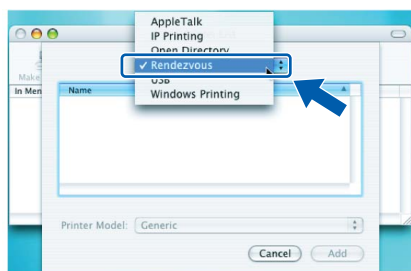 AppleTalk
IP Printing
Open Directory
✓ Rendezvous
USB
Windows Printing
Make
In Men
Name
Printer Model: Generic
Cancel Add